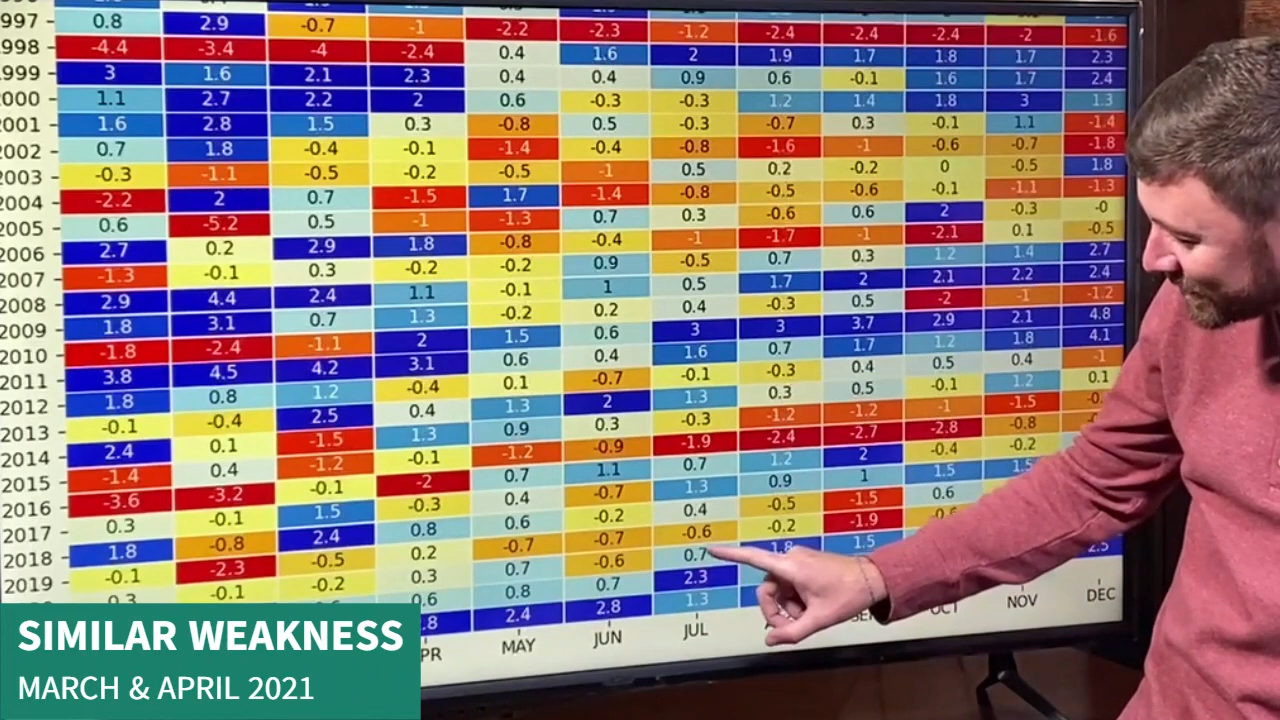 997 0.8 2.9 -0.7 -1 -2.2 -2.3 -1.2 -2.4 -2.4 -2.4 -2 -1.6
1998 -4.4 -3.4 -4 -2.4 0.4 1.6 2 1.9 1.7 1.8 1.7 2.3
1999 3 1.6 2.1 2.3 0.4 0.4 0.9 0.6 -0.1 1.6 1.7 2.4
2000 1.1 2.7 2.2 2 0.6 -0.3 -0.3 1.2 1.4 1.8 3 1.3
2001 1.6 2.8 1.5 0.3 -0.8 0.5 -0.3 -0.7 0.3 -0.1 1.1 -1.4
2002 0.7 1.8 -0.4 -0.1 -1.4 -0.4 -0.8 -1.6 -1 -0.6 -0.7 -1.8
2003 -0.3 -1.1 -0.5 -0.2 -0.5 -1 0.5 0.2 -0.2 0 1.8
2004 -2.2 2 0.7 -1.5 1.7 -1.4 -0.8 -0.5 -0.6 -0.1 -1.1 -1.3
2005 0.6 -5.2 0.5 -1 -1.3 0.7 0.3 -0.6 0.6 2 -0.3 -0
2006 2.7 0.2 2.9 1.8 -0.8 -0.4 -1 -1.7 -1 -2.1 0.1 -0.5
2007 -1.3 -0.1 0.3 -0.2 -0.2 0.9 -0.5 0.7 0.3 1.2 1.4 2.7
2008 2.9 4.4 2.4 1.1 -0.1 1 0.5 1.7 2 2.1 2.2 2.4
2009 1.8 3.1 0.7 1.3 -0.2 0.2 0.4 -0.3 0.5 -2 -1 -1.2
2010 -1.8 -2.4 -1.1 2 1.5 0.6 3 3 3.7 2.9 2.1 4.8
2011 3.8 4.5 4.2 3.1 0.6 0.4 1.6 0.7 1.7 1.2 1.8 4.1
2012 1.8 0.8 1.2 -0.4 0.1 -0.7 -0.1 -0.3 0.4 0.5 0.4 -1
2013 -0.1 -0.4 2.5 0.4 1.3 2 1.3 0.3 0.5 -0.1 1.2 0.1
2014 2.4 0.1 -1.5 1.3 0.9 0.3 -0.3 -1.2 -1.2 -1 -1.5
2015 -1.4 0.4 -1.2 -0.1 -1.2 -0.9 -1.9 -2.4 -2.7 -2.8 -0.8
2016 -3.6 -3.2 -0.1 -2 0.7 1.1 0.7 1.2 2 -0.4 -0.2
2017 0.3 -0.1 1.5 -0.3 0.4 -0.7 1.3 0.9 1 1.5 1.5
2018 1.8 -0.8 2.4 0.8 0.6 -0.2 0.4 -0.5 -1.5 0.6
2019 -0.1 -2.3 -0.5 0.2 -0.7 -0.7 -0.6 -0.2 -1.9
0.3 -0.1 -0.2 0.3 0.7 -0.6 0.7 1.8 1.5 2.5
0.6 0.8 0.7 2.3
.8 2.4 2.8 1.3
PR MAY JUN JUL OCT NOV DEC
SIMILAR WEAKNESS
MARCH & APRIL 2021